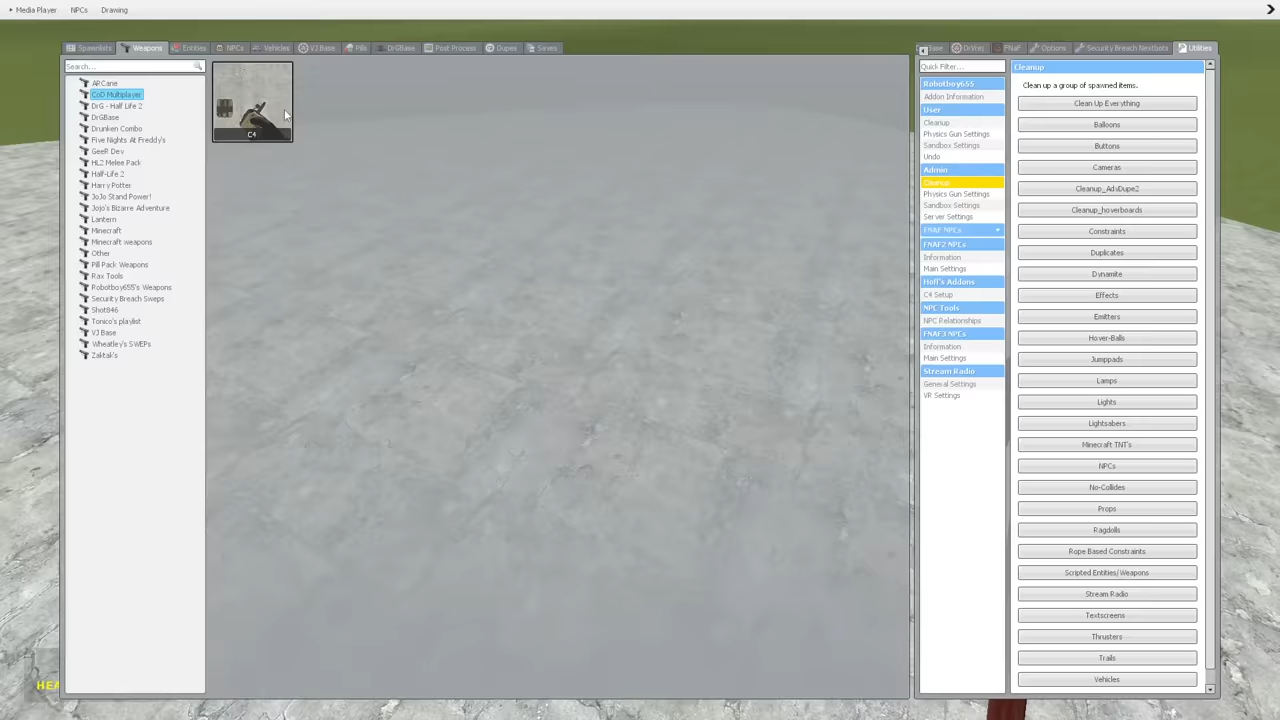 Media Player NPCs Drawing
Spawnlists Weapons Entities NPCs Vehicles VJ Base Pills DrGBase Post Process Dupes Saves
Search...
ARCane
CoD Multiplayer
DrG - Half Life 2
DrGBase
Drunken Combo
Five Nights At Freddy's
GeeR Dev
HL2 Melee Pack
Half-Life 2
Harry Potter
JoJo Stand Power!
Jojo's Bizarre Adventure
Lantern
Minecraft
Minecraft weapons
Other
Pill Pack Weapons
Rax Tools
Robotboy655's Weapons
Security Breach Sweps
Shot846
Tonico's playlist
VJ Base
Wheatley's SWEPs
Zaktak's
C4
Base DrVrej FNaF Options Security Breach Nextbots Utilities
Quick Filter...
Robotboy655
Addon Information
User
Cleanup
Physics Gun Settings
Sandbox Settings
Undo
Admin
Cleanup
Physics Gun Settings
Sandbox Settings
Server Settings
FNAF NPCs
FNAF2 NPCs
Information
Main Settings
Hoff's Addons
C4 Setup
NPC Tools
NPC Relationships
FNAF3 NPCs
Information
Main Settings
Stream Radio
General Settings
VR Settings
Cleanup
Clean up a group of spawned items.
Clean Up Everything
Balloons
Buttons
Cameras
Cleanup_AdvDupe2
Cleanup_hoverboards
Constraints
Duplicates
Dynamite
Effects
Emitters
Hover-Balls
Jumppads
Lamps
Lights
Lightsabers
Minecraft TNT's
NPCs
No-Collides
Props
Ragdolls
Rope Based Constraints
Scripted Entities/Weapons
Stream Radio
Textscreens
Thrusters
Trails
Vehicles
HEA